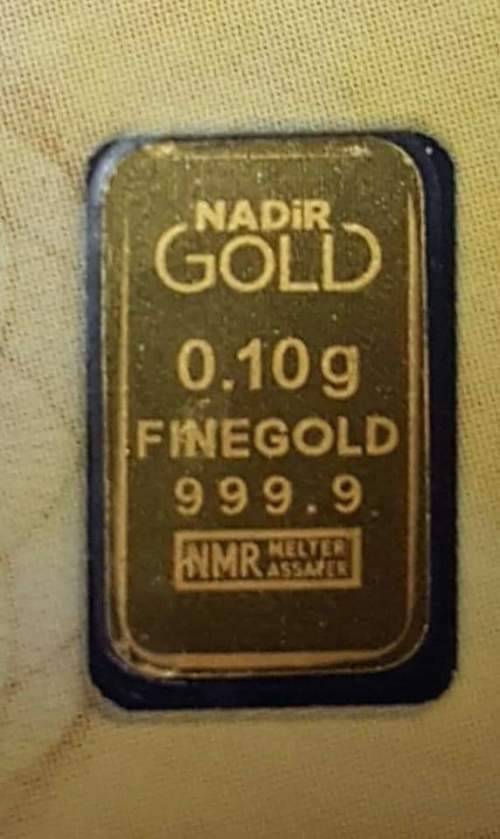 NADiR
GOLD
0.10g
FINEGOLD
999.9
NMR MELTER
ASSAYER